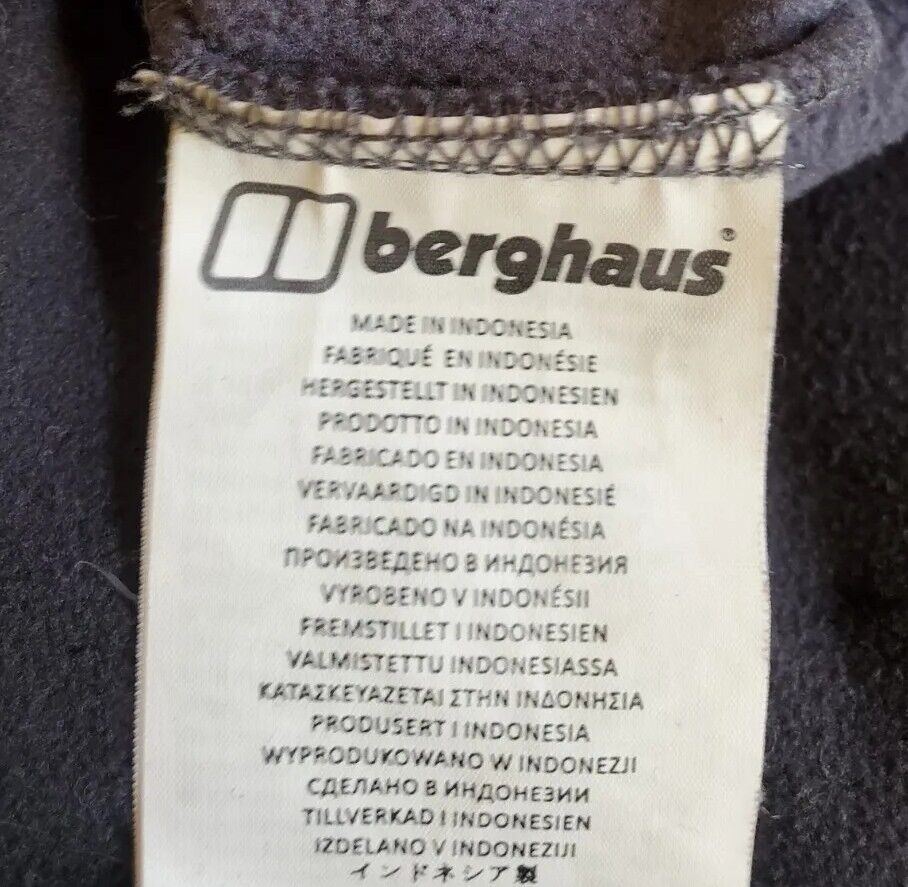 berghaus®
MADE IN INDONESIA
FABRIQUÉ EN INDONÉSIE
HERGESTELLT IN INDONESIEN
PRODOTTO IN INDONESIA
FABRICADO EN INDONESIA
VERVAARDIGD IN INDONESIË
FABRICADO NA INDONÉSIA
ПРОИЗВЕДЕНО В ИНДОНЕЗИЯ
VYROBENO V INDONÉSII
FREMSTILLET I INDONESIEN
VALMISTETTU INDONESIASSA
ΚΑΤΑΣΚΕΥΑΖΕΤΑΙ ΣΤΗΝ ΙΝΔΟΝΗΣΙΑ
PRODUSERT I INDONESIA
WYPRODUKOWANO W INDONEZJI
СДЕЛАНО В ИНДОНЕЗИИ
TILLVERKAD I INDONESIEN
IZDELANO V INDONEZIJI
インドネシア製